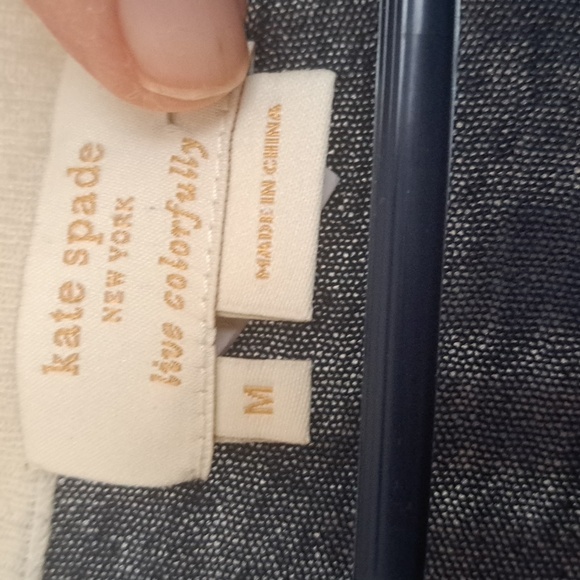 kate spade
NEW YORK
live colorfully
MADE IN CHINA
M